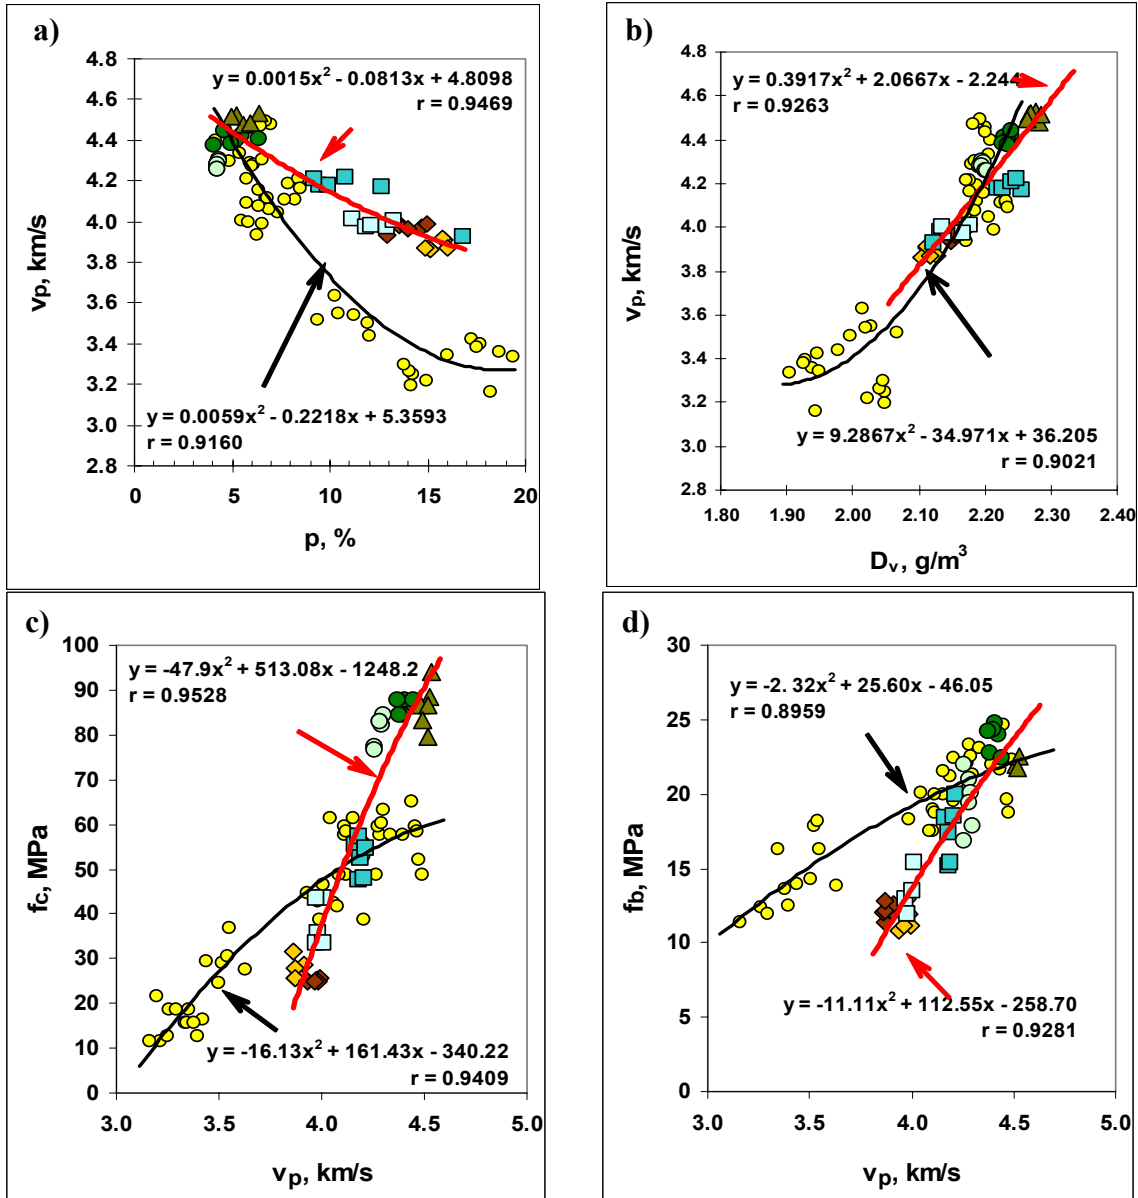 a)
4.8
4.6
4.4
4.2
4.0
3.8
3.6
3.4
3.2
3.0
2.8
vp, km/s
y = 0.0015x² - 0.0813x + 4.8098
r = 0.9469
y = 0.0059x² - 0.2218x + 5.3593
r = 0.9160
0 5 10 15 20
p, %
b)
4.8
4.6
4.4
4.2
4.0
3.8
3.6
3.4
3.2
3.0
2.8
vp, km/s
y = 0.3917x² + 2.0667x - 2.244
r = 0.9263
y = 9.2867x² - 34.971x + 36.205
r = 0.9021
1.80 1.90 2.00 2.10 2.20 2.30 2.40
Dv, g/m³
c)
100
90
80
70
60
50
40
30
20
10
0
fc, MPa
y = -47.9x² + 513.08x - 1248.2
r = 0.9528
y = -16.13x² + 161.43x - 340.22
r = 0.9409
3.0 3.5 4.0 4.5 5.0
vp, km/s
d)
30
25
20
15
10
5
0
fb, MPa
y = -2. 32x² + 25.60x - 46.05
r = 0.8959
y = -11.11x² + 112.55x - 258.70
r = 0.9281
3.0 3.5 4.0 4.5 5.0
vp, km/s